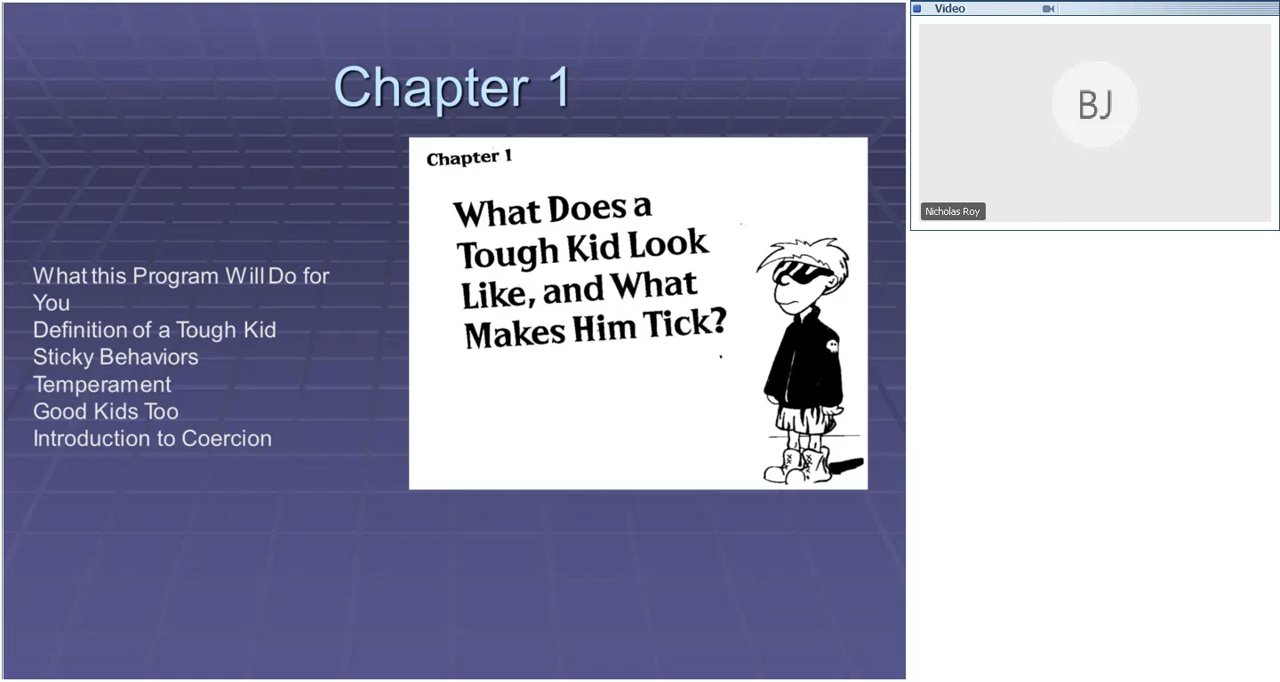 Chapter 1
Chapter 1
What Does a
Tough Kid Look
Like, and What
Makes Him Tick?
What this Program Will Do for
You
Definition of a Tough Kid
Sticky Behaviors
Temperament
Good Kids Too
Introduction to Coercion
Video
BJ
Nicholas Roy